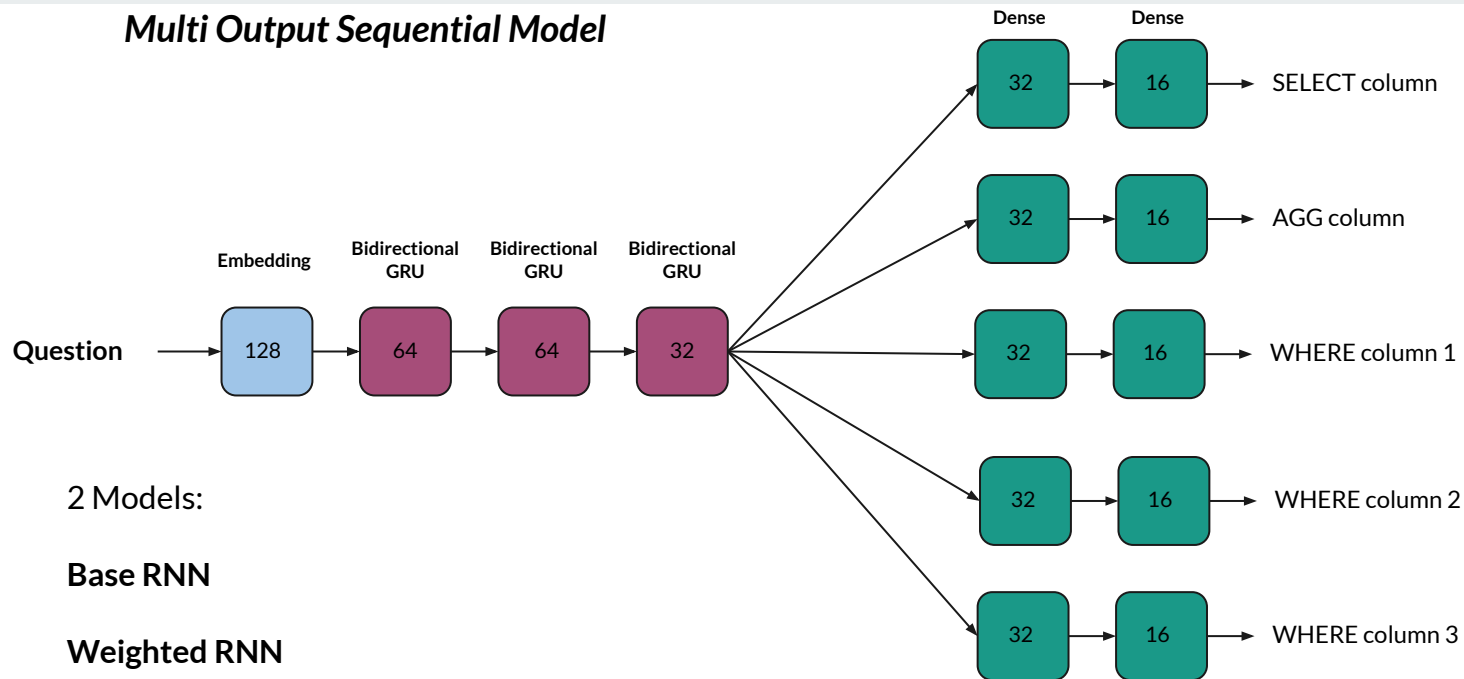 Multi Output Sequential Model
Dense
Dense
32
16
SELECT column
32
16
AGG column
Embedding
Bidirectional
GRU
Bidirectional
GRU
Bidirectional
GRU
Question
128
64
64
32
32
16
WHERE column 1
2 Models:
Base RNN
Weighted RNN
32
16
WHERE column 2
32
16
WHERE column 3